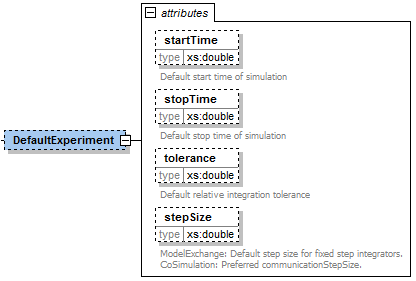 attributes
startTime
type xs:double
Default start time of simulation
stopTime
type xs:double
Default stop time of simulation
DefaultExperiment
tolerance
type xs:double
Default relative integration tolerance
stepSize
type xs:double
ModelExchange: Default step size for fixed step integrators.
CoSimulation: Preferred communicationStepSize.